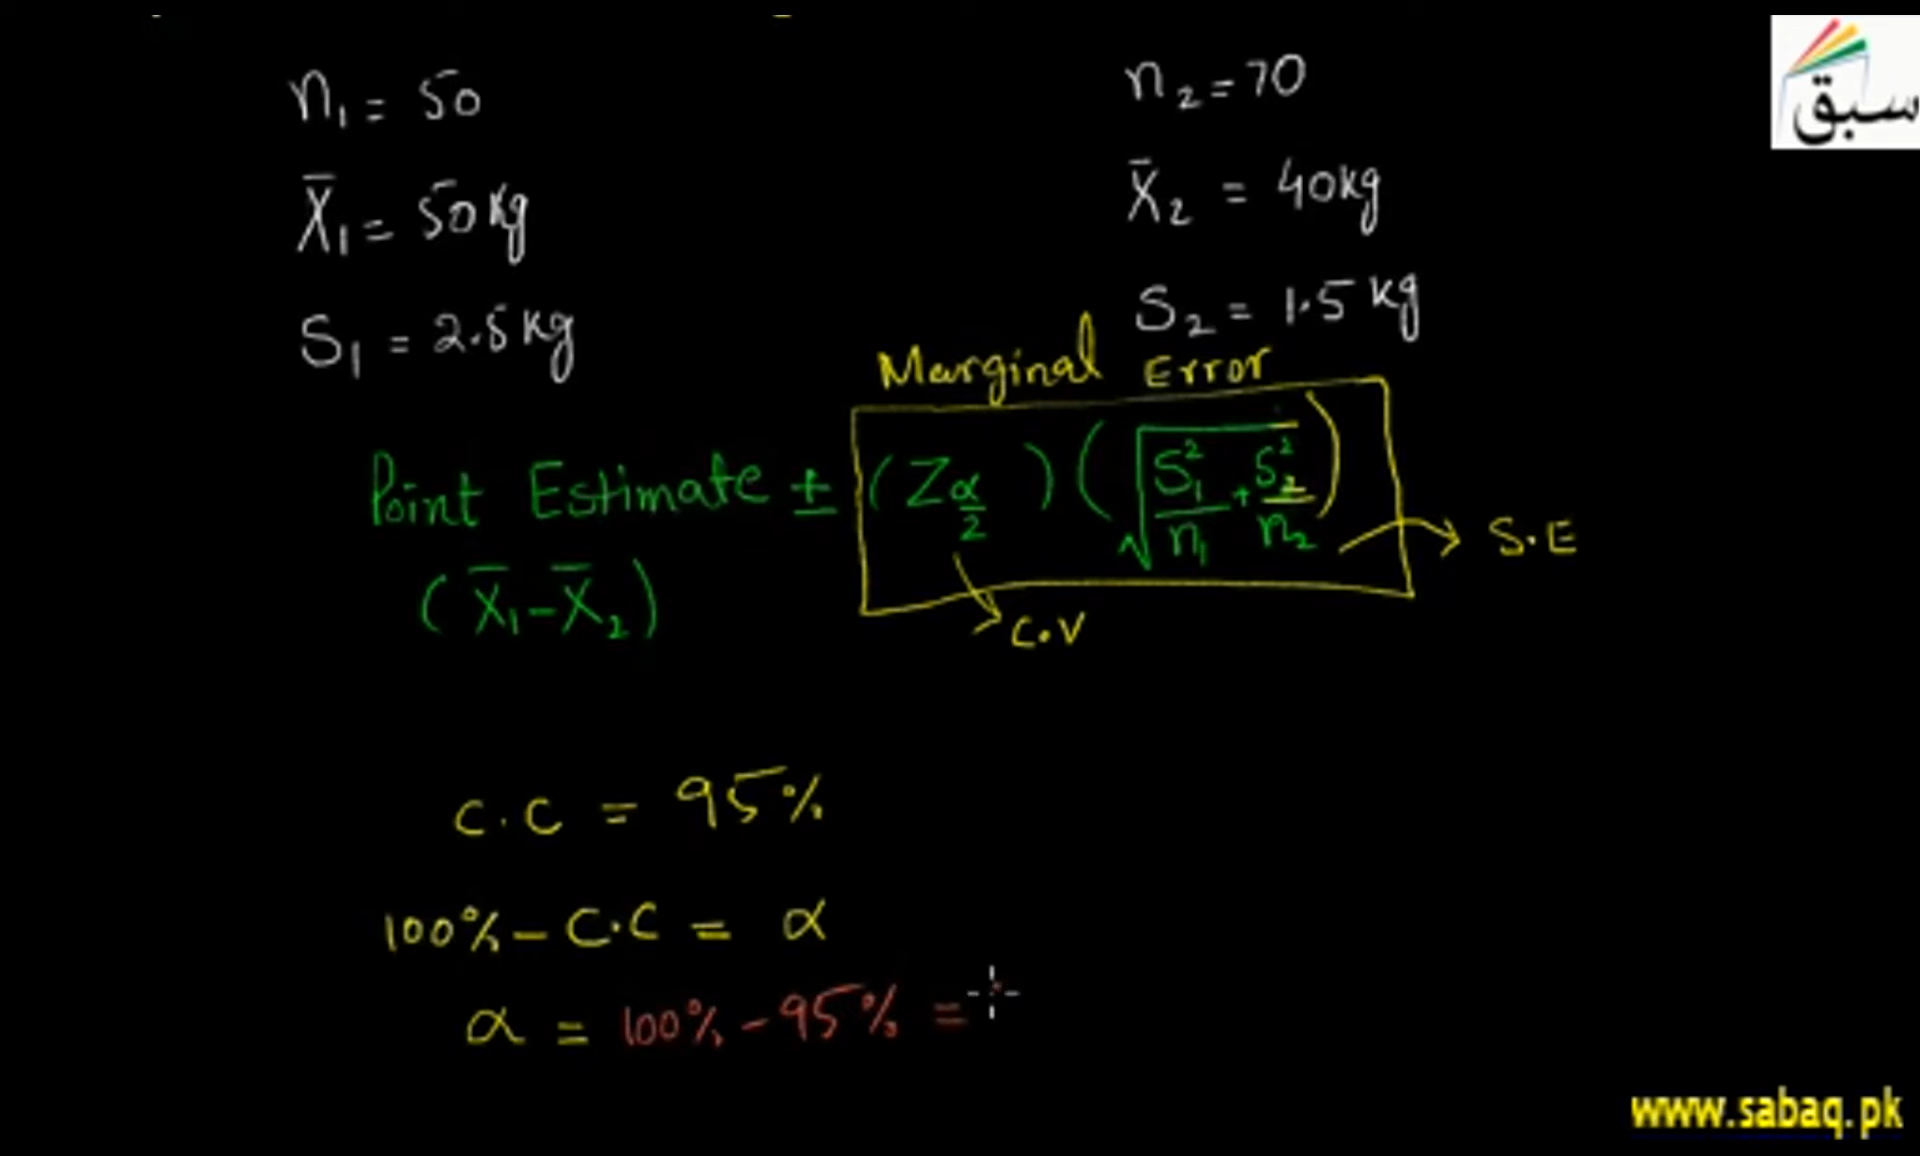 n₁ = 50
n₂ = 70
سبق
X̄₁ = 50 kg
X̄₂ = 40 kg
S₁ = 2.5 kg
S₂ = 1.5 kg
Marginal Error
Point Estimate ± (Z α/2) (√(S₁²/n₁ + S₂²/n₂))
S.E
(X̄₁ - X̄₂)
C.V
C.C = 95%
100% - C.C = α
α = 100% - 95% =
www.sabaq.pk